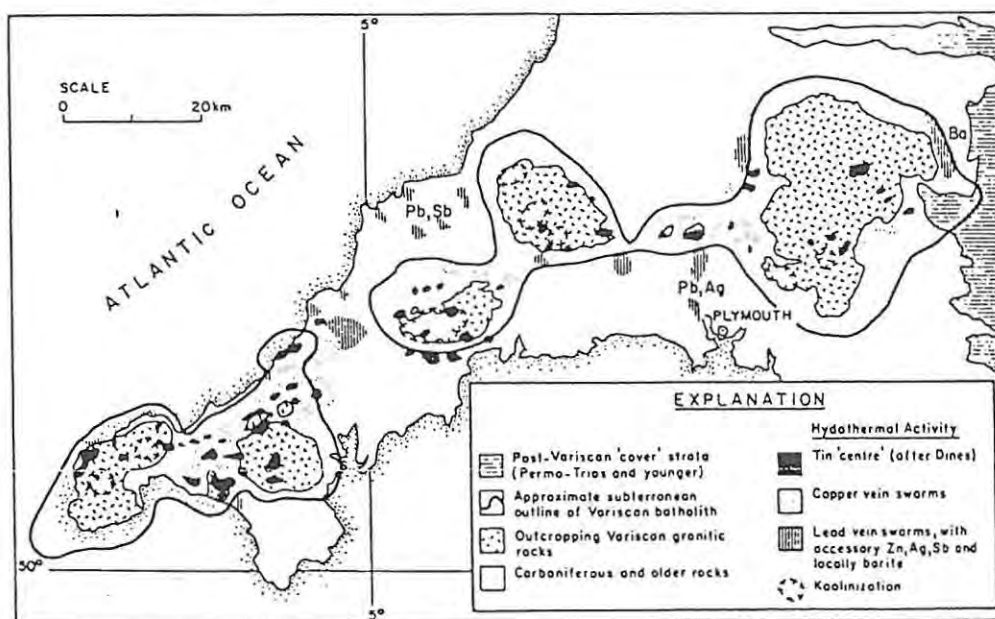 5°
SCALE
0 20km
ATLANTIC OCEAN
Ba
Pb,Sb
Pb,Ag
PLYMOUTH
50°
5°
EXPLANATION
Post-Variscan 'cover' strata
(Permo-Trias and younger)
Approximate subterranean
outline of Variscan batholith
Outcropping Variscan granitic
rocks
Carboniferous and older rocks
Hydothermal Activity
Tin 'centre' (after Dines)
Copper vein swarms
Lead vein swarms, with
accessory Zn,Ag,Sb and
locally barite
Kaolinization